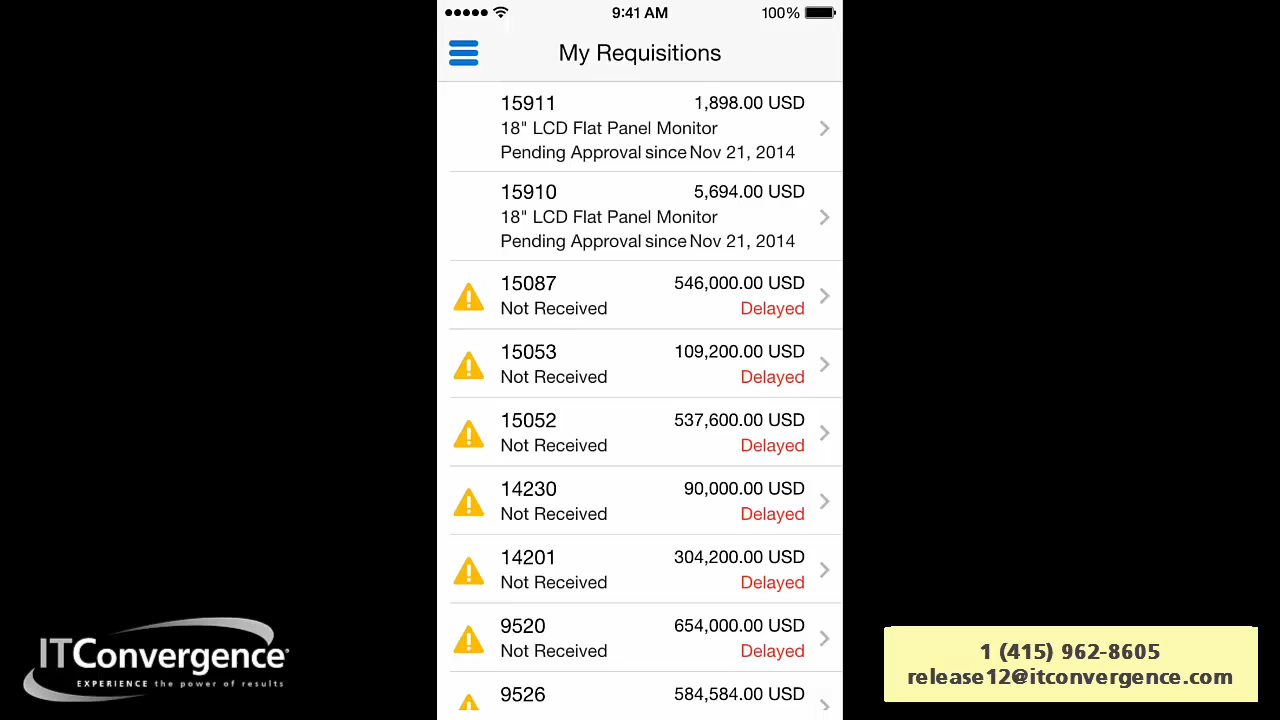 9:41 AM
100%
My Requisitions
15911 1,898.00 USD
18" LCD Flat Panel Monitor
Pending Approval since Nov 21, 2014
15910 5,694.00 USD
18" LCD Flat Panel Monitor
Pending Approval since Nov 21, 2014
15087 546,000.00 USD
Not Received Delayed
15053 109,200.00 USD
Not Received Delayed
15052 537,600.00 USD
Not Received Delayed
14230 90,000.00 USD
Not Received Delayed
14201 304,200.00 USD
Not Received Delayed
9520 654,000.00 USD
Not Received Delayed
9526 584,584.00 USD
ITConvergence
EXPERIENCE the power of results
1 (415) 962-8605
release12@itconvergence.com